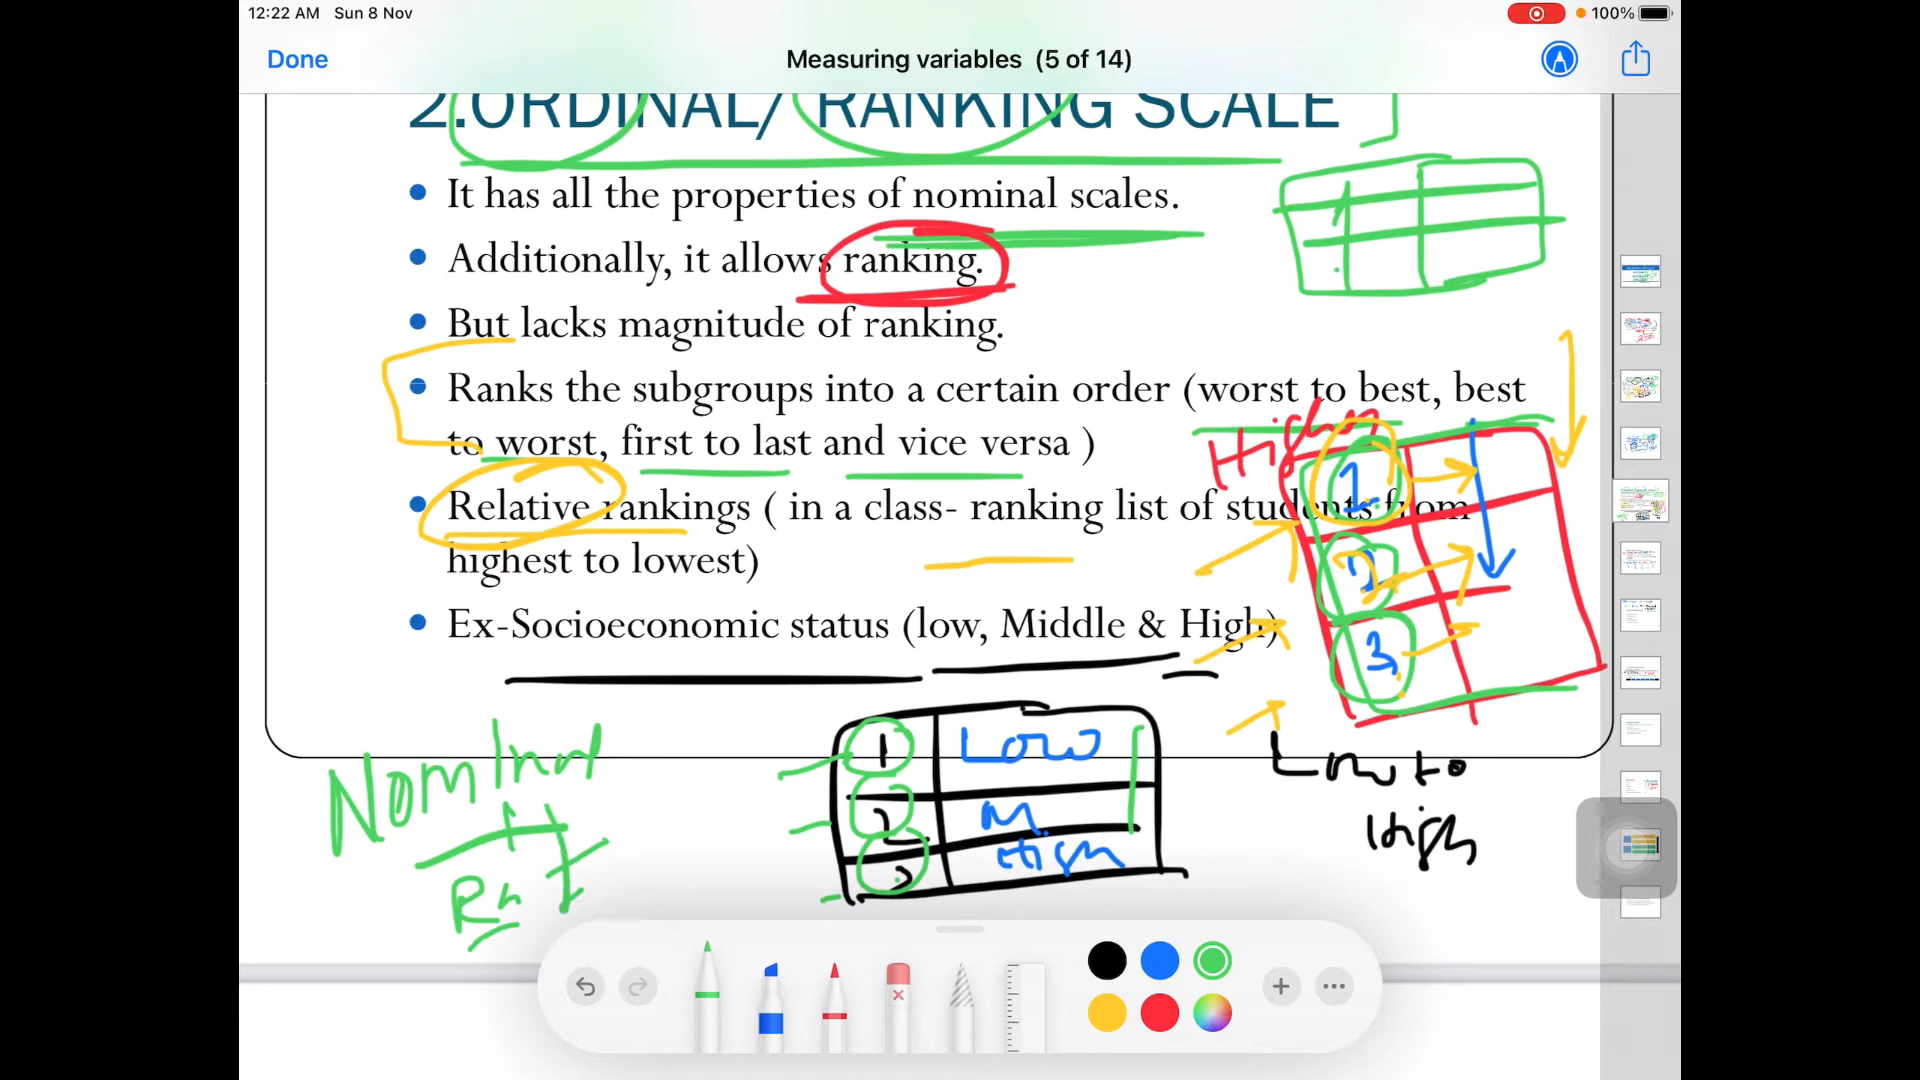 12:22 AM Sun 8 Nov
100%
Done
Measuring variables (5 of 14)
2.ORDINAL/ RANKING SCALE
• It has all the properties of nominal scales.
• Additionally, it allows ranking.
• But lacks magnitude of ranking.
• Ranks the subgroups into a certain order (worst to best, best
to worst, first to last and vice versa )
• Relative rankings ( in a class- ranking list of students from
highest to lowest)
• Ex-Socioeconomic status (low, Middle & High)
High
1
2
3
Low to
High
Nominal
1 Low
2 M.
3 High